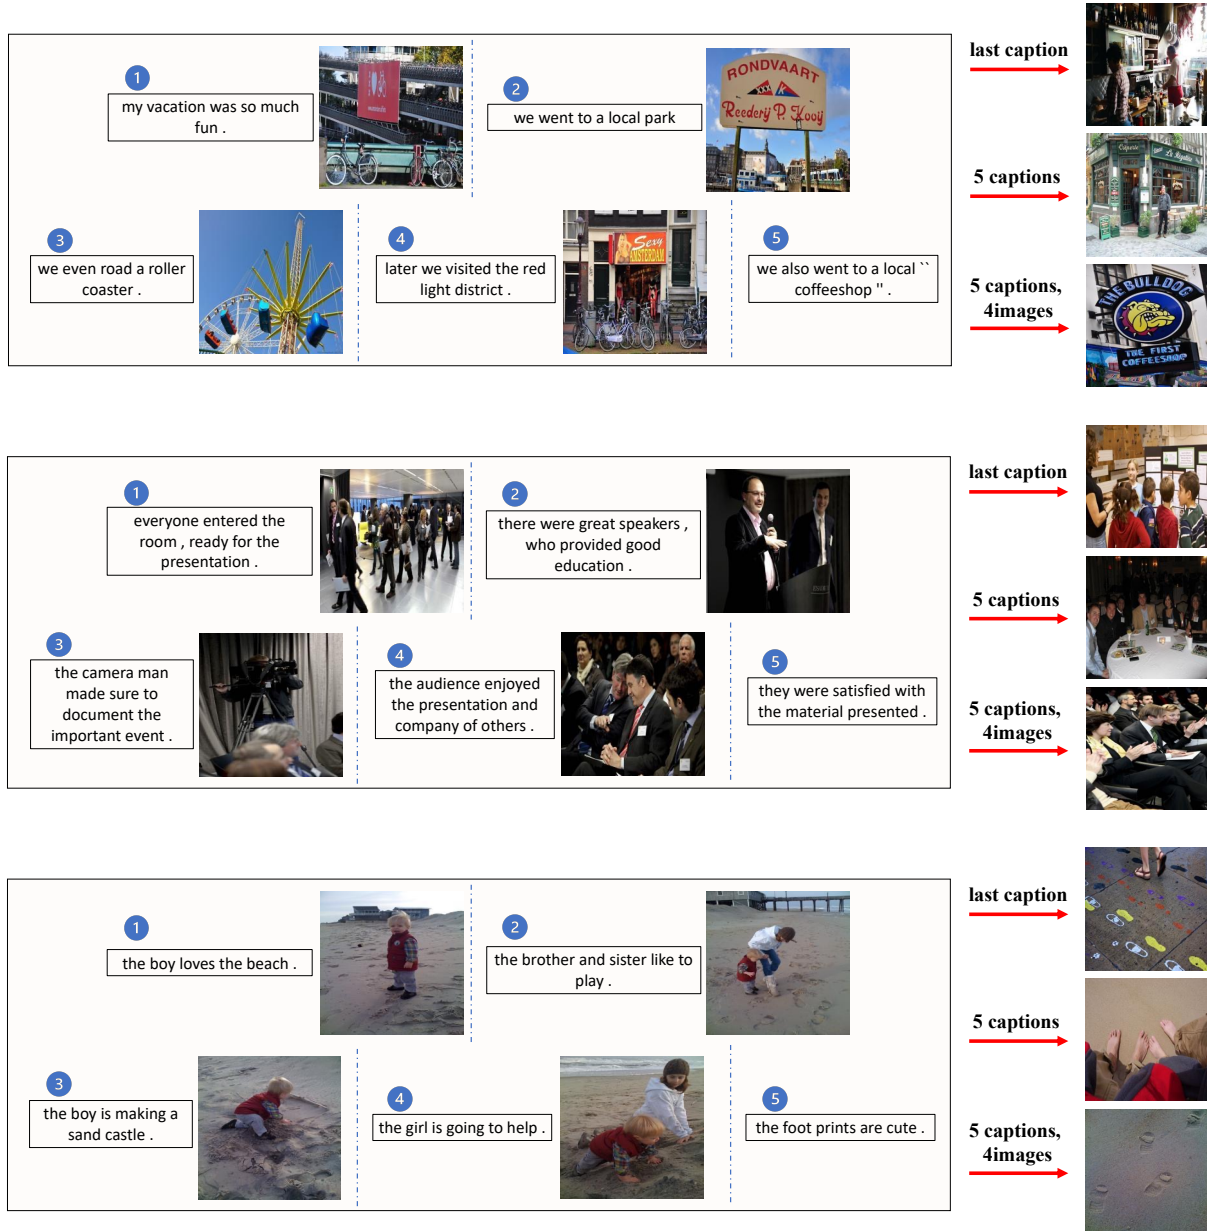 1
my vacation was so much
fun .
2
we went to a local park
RONDVAART
XXX K
Reederij P. Kooij
3
we even road a roller
coaster .
4
later we visited the red
light district .
Sexy
AMSTERDAM
5
we also went to a local ``
coffeeshop '' .
last caption
5 captions
5 captions,
4images
THE BULLDOG
THE FIRST
COFFEESHOP
1
everyone entered the
room , ready for the
presentation .
2
there were great speakers ,
who provided good
education .
3
the camera man
made sure to
document the
important event .
4
the audience enjoyed
the presentation and
company of others .
5
they were satisfied with
the material presented .
last caption
5 captions
5 captions,
4images
1
the boy loves the beach .
2
the brother and sister like to
play .
3
the boy is making a
sand castle .
4
the girl is going to help .
5
the foot prints are cute .
last caption
5 captions
5 captions,
4images